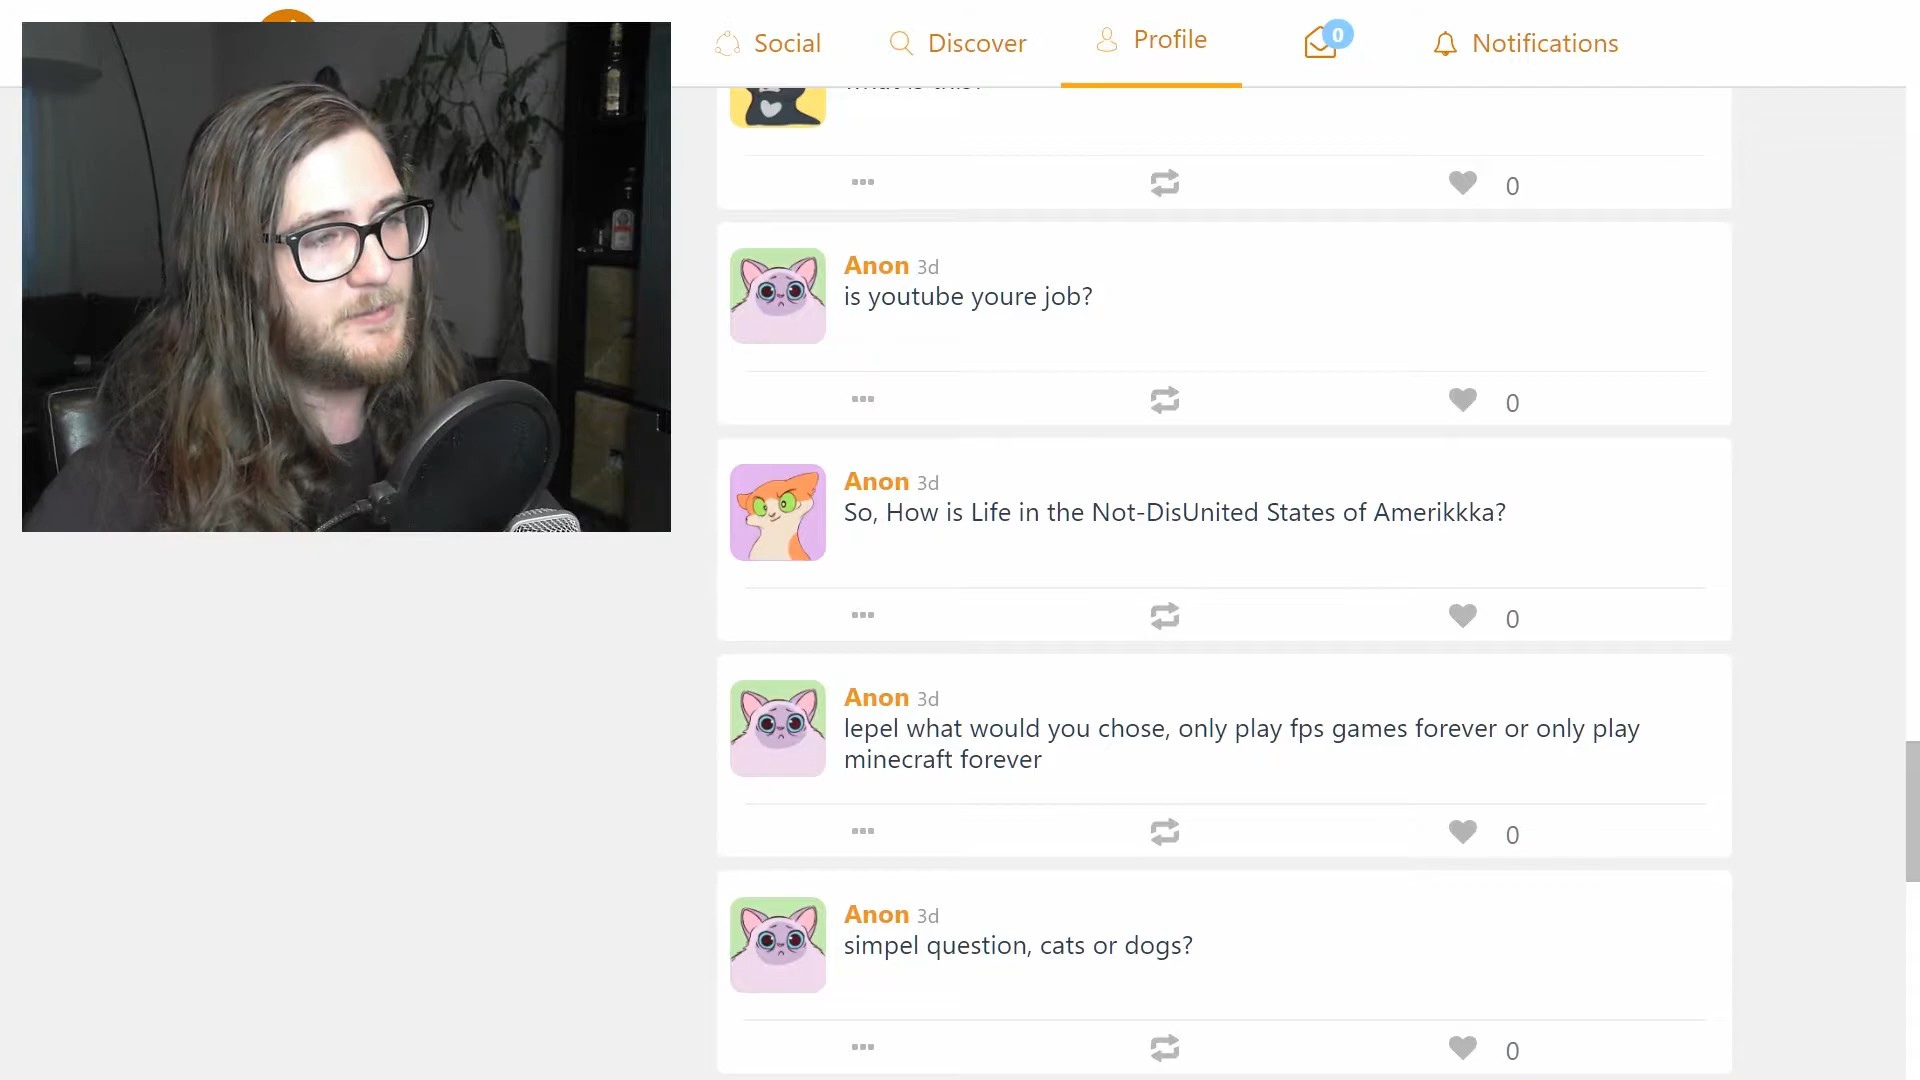 Social
Discover
Profile
0
Notifications
0
Anon 3d
is youtube youre job?
0
Anon 3d
So, How is Life in the Not-DisUnited States of Amerikkka?
0
Anon 3d
lepel what would you chose, only play fps games forever or only play
minecraft forever
0
Anon 3d
simpel question, cats or dogs?
0